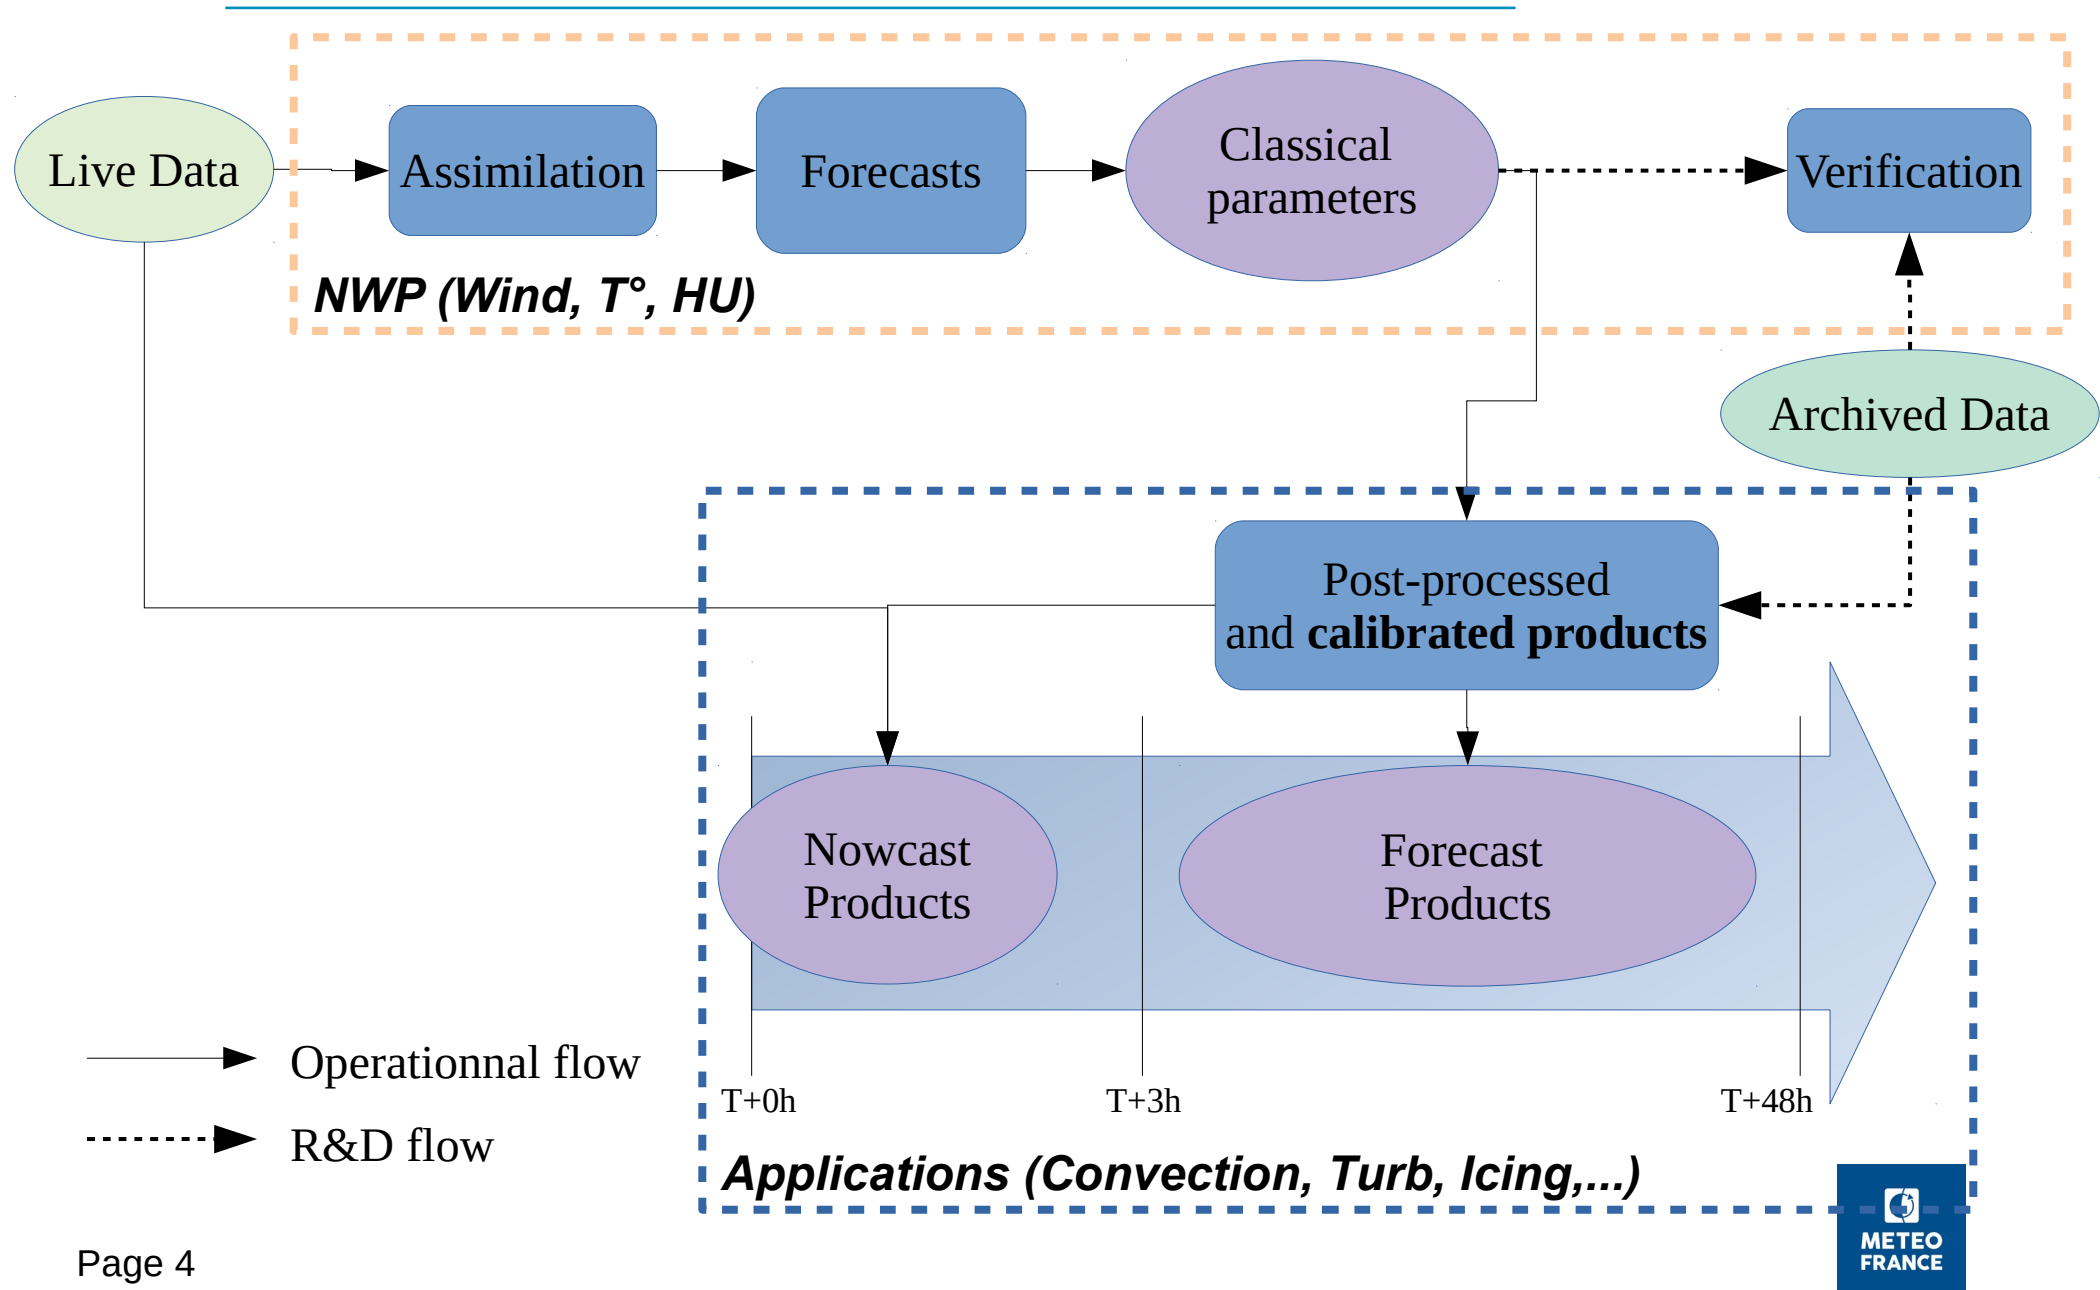 Live Data
Assimilation
Forecasts
Classical
parameters
Verification
NWP (Wind, T°, HU)
Archived Data
Post-processed
and calibrated products
Nowcast
Products
Forecast
Products
Operationnal flow
R&D flow
T+0h
T+3h
T+48h
Applications (Convection, Turb, Icing,...)
METEO
FRANCE
Page 4